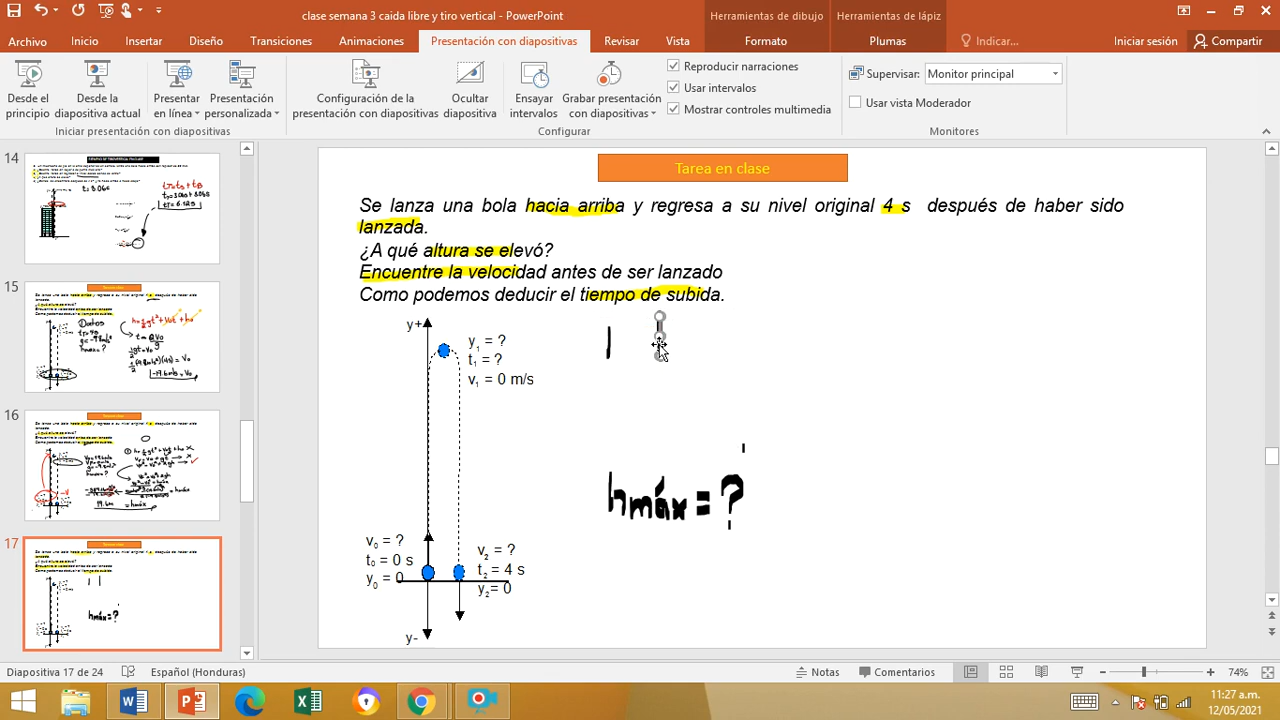 clase semana 3 caida libre y tiro vertical - PowerPoint
Herramientas de dibujo
Herramientas de lápiz
Archivo
Inicio
Insertar
Diseño
Transiciones
Animaciones
Presentación con diapositivas
Revisar
Vista
Formato
Plumas
Indicar...
Iniciar sesión
Compartir
Desde el principio
Desde la diapositiva actual
Presentar en línea
Presentación personalizada
Iniciar presentación con diapositivas
Configuración de la presentación con diapositivas
Ocultar diapositiva
Ensayar intervalos
Grabar presentación con diapositivas
Reproducir narraciones
Usar intervalos
Mostrar controles multimedia
Configurar
Supervisar:
Monitor principal
Usar vista Moderador
Monitores
14
15
16
17
Tarea en clase
Se lanza una bola hacia arriba y regresa a su nivel original 4 s después de haber sido
lanzada.
¿A qué altura se elevó?
Encuentre la velocidad antes de ser lanzado
Como podemos deducir el tiempo de subida.
y+
y1 = ?
t1 = ?
v1 = 0 m/s
hmáx = ?
v0 = ?
t0 = 0 s
y0 = 0
v2 = ?
t2 = 4 s
y2= 0
y-
Diapositiva 17 de 24
Español (Honduras)
Notas
Comentarios
74%
11:27 a.m.
12/05/2021